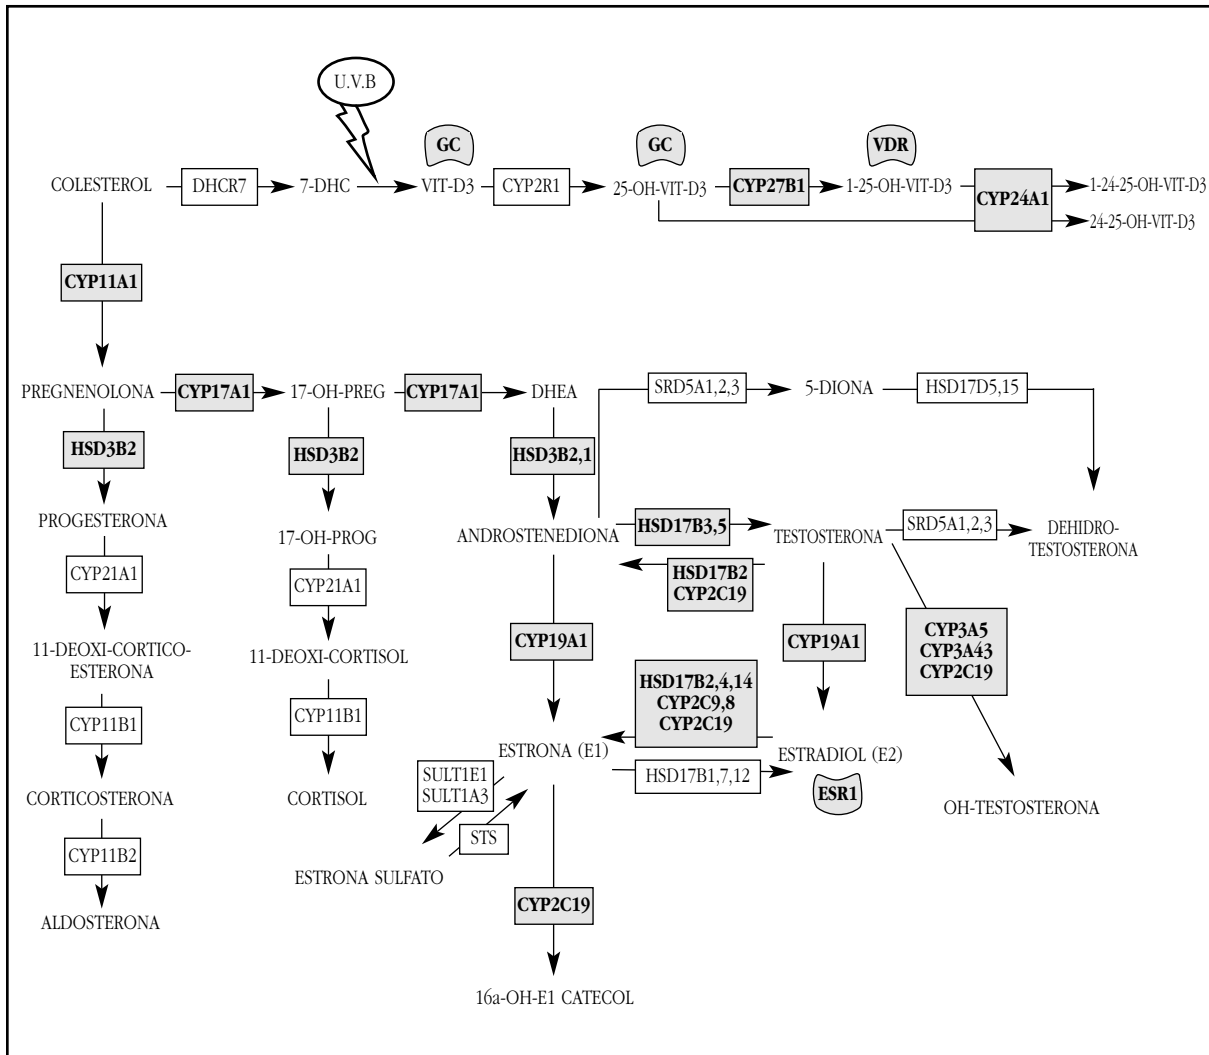 U.V.B
GC
GC
VDR
COLESTEROL
DHCR7
7-DHC
VIT-D3
CYP2R1
25-OH-VIT-D3
CYP27B1
1-25-OH-VIT-D3
CYP24A1
1-24-25-OH-VIT-D3
24-25-OH-VIT-D3
CYP11A1
PREGNENOLONA
CYP17A1
17-OH-PREG
CYP17A1
DHEA
SRD5A1,2,3
5-DIONA
HSD17D5,15
HSD3B2
HSD3B2
HSD3B2,1
PROGESTERONA
17-OH-PROG
ANDROSTENEDIONA
HSD17B3,5
TESTOSTERONA
SRD5A1,2,3
DEHIDRO-
TESTOSTERONA
HSD17B2
CYP2C19
CYP21A1
CYP21A1
CYP19A1
CYP19A1
CYP3A5
CYP3A43
CYP2C19
11-DEOXI-CORTICO-
ESTERONA
11-DEOXI-CORTISOL
HSD17B2,4,14
CYP2C9,8
CYP2C19
CYP11B1
CYP11B1
ESTRONA (E1)
HSD17B1,7,12
ESTRADIOL (E2)
ESR1
SULT1E1
SULT1A3
STS
CORTICOSTERONA
CORTISOL
OH-TESTOSTERONA
CYP11B2
ESTRONA SULFATO
CYP2C19
ALDOSTERONA
16a-OH-E1 CATECOL